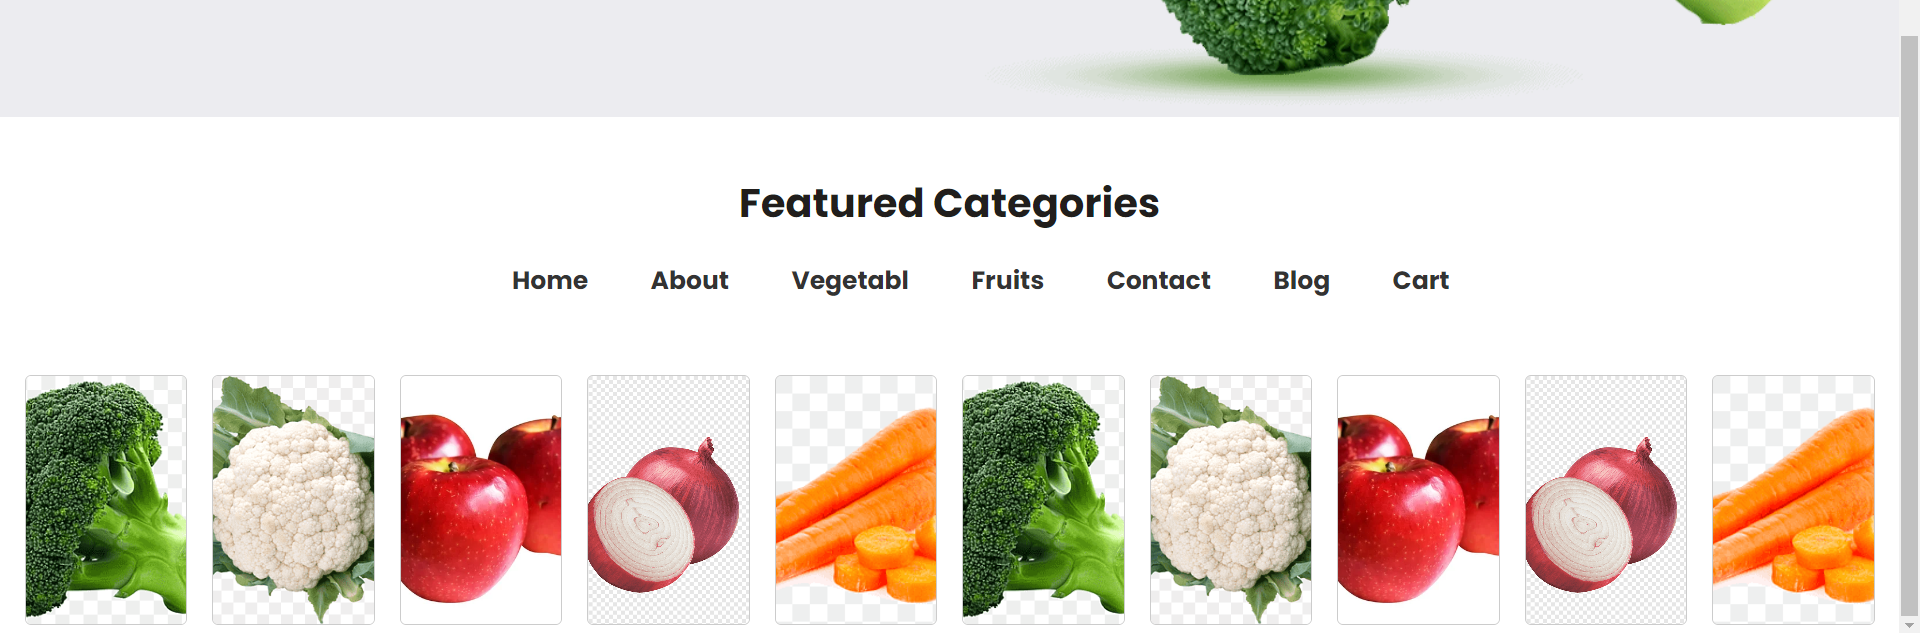 Featured Categories
Home About Vegetabl Fruits Contact Blog Cart